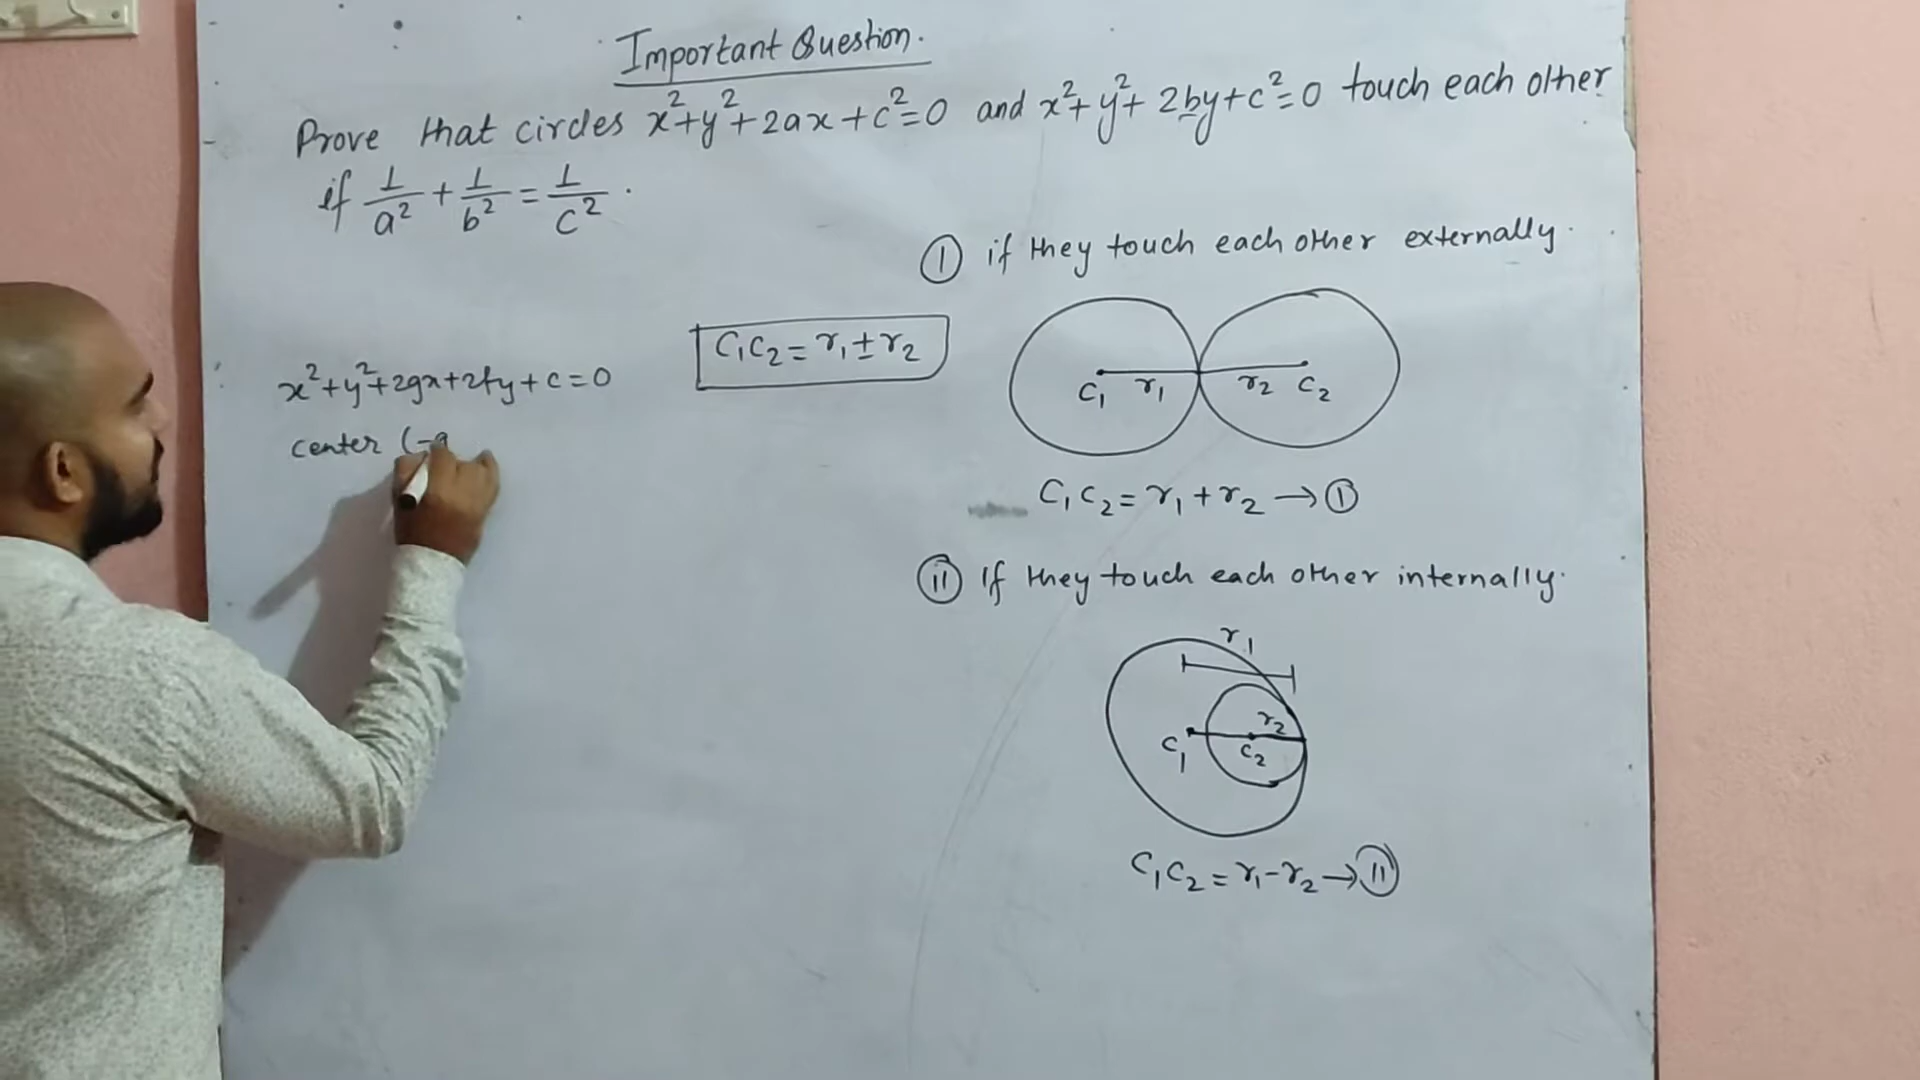 Important Question.
Prove that circles x²+y²+2ax+c²=0 and x²+y²+2by+c²=0 touch each other
if 1/a² + 1/b² = 1/c².
① if they touch each other externally.
C₁C₂ = r₁ ± r₂
x²+y²+2gx+2fy+c=0
center (-g
C₁ r₁ r₂ C₂
C₁C₂ = r₁+r₂ → ①
⑪ If they touch each other internally.
r₁
r₂
C₁ C₂
C₁C₂ = r₁-r₂ → ⑪